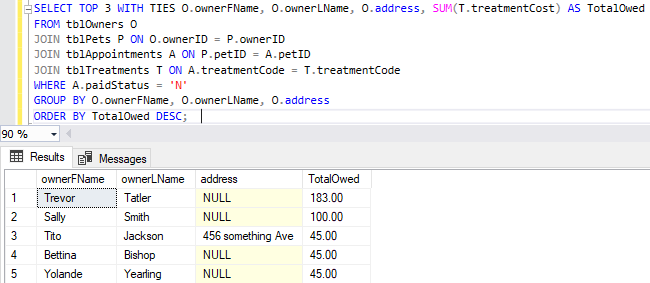 SELECT TOP 3 WITH TIES O.ownerFName, O.ownerLName, O.address, SUM(T.treatmentCost) AS TotalOwed
FROM tblOwners O
JOIN tblPets P ON O.ownerID = P.ownerID
JOIN tblAppointments A ON P.petID = A.petID
JOIN tblTreatments T ON A.treatmentCode = T.treatmentCode
WHERE A.paidStatus = 'N'
GROUP BY O.ownerFName, O.ownerLName, O.address
ORDER BY TotalOwed DESC;
90 %
Results Messages
ownerFName ownerLName address TotalOwed
1 Trevor Tatler NULL 183.00
2 Sally Smith NULL 100.00
3 Tito Jackson 456 something Ave 45.00
4 Bettina Bishop NULL 45.00
5 Yolande Yearling NULL 45.00